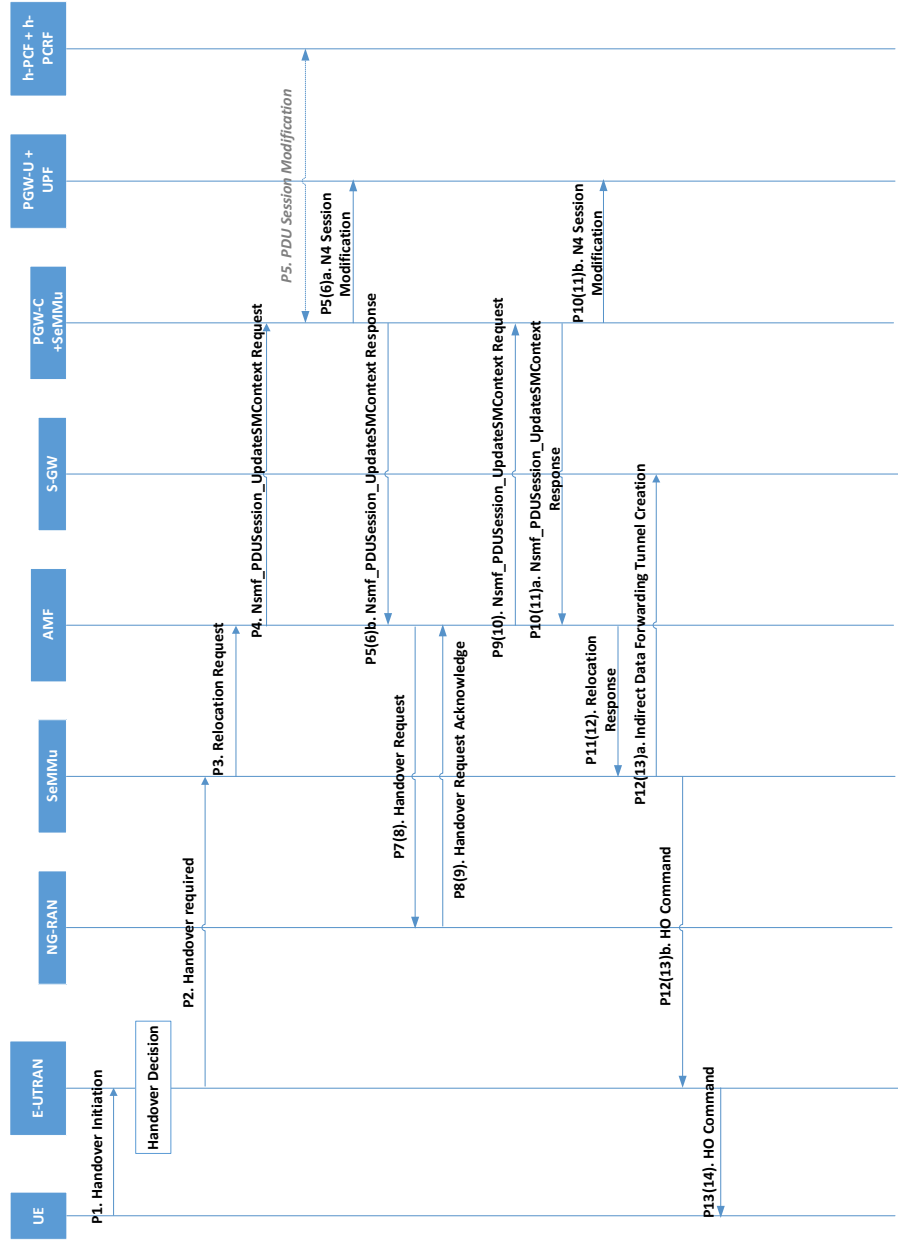 UE
E-UTRAN
NG-RAN
SeMMu
AMF
S-GW
PGW-C
+SeMMu
PGW-U +
UPF
h-PCF + h-
PCRF
P1. Handover Initiation
Handover Decision
P2. Handover required
P3. Relocation Request
P4. Nsmf_PDUSession_UpdateSMContext Request
P5. PDU Session Modification
P5(6)a. N4 Session
Modification
P5(6)b. Nsmf_PDUSession_UpdateSMContext Response
P7(8). Handover Request
P8(9). Handover Request Acknowledge
P9(10). Nsmf_PDUSession_UpdateSMContext Request
P10(11)a. Nsmf_PDUSession_UpdateSMContext
Response
P10(11)b. N4 Session
Modification
P11(12). Relocation
Response
P12(13)a. Indirect Data Forwarding Tunnel Creation
P12(13)b. HO Command
P13(14). HO Command